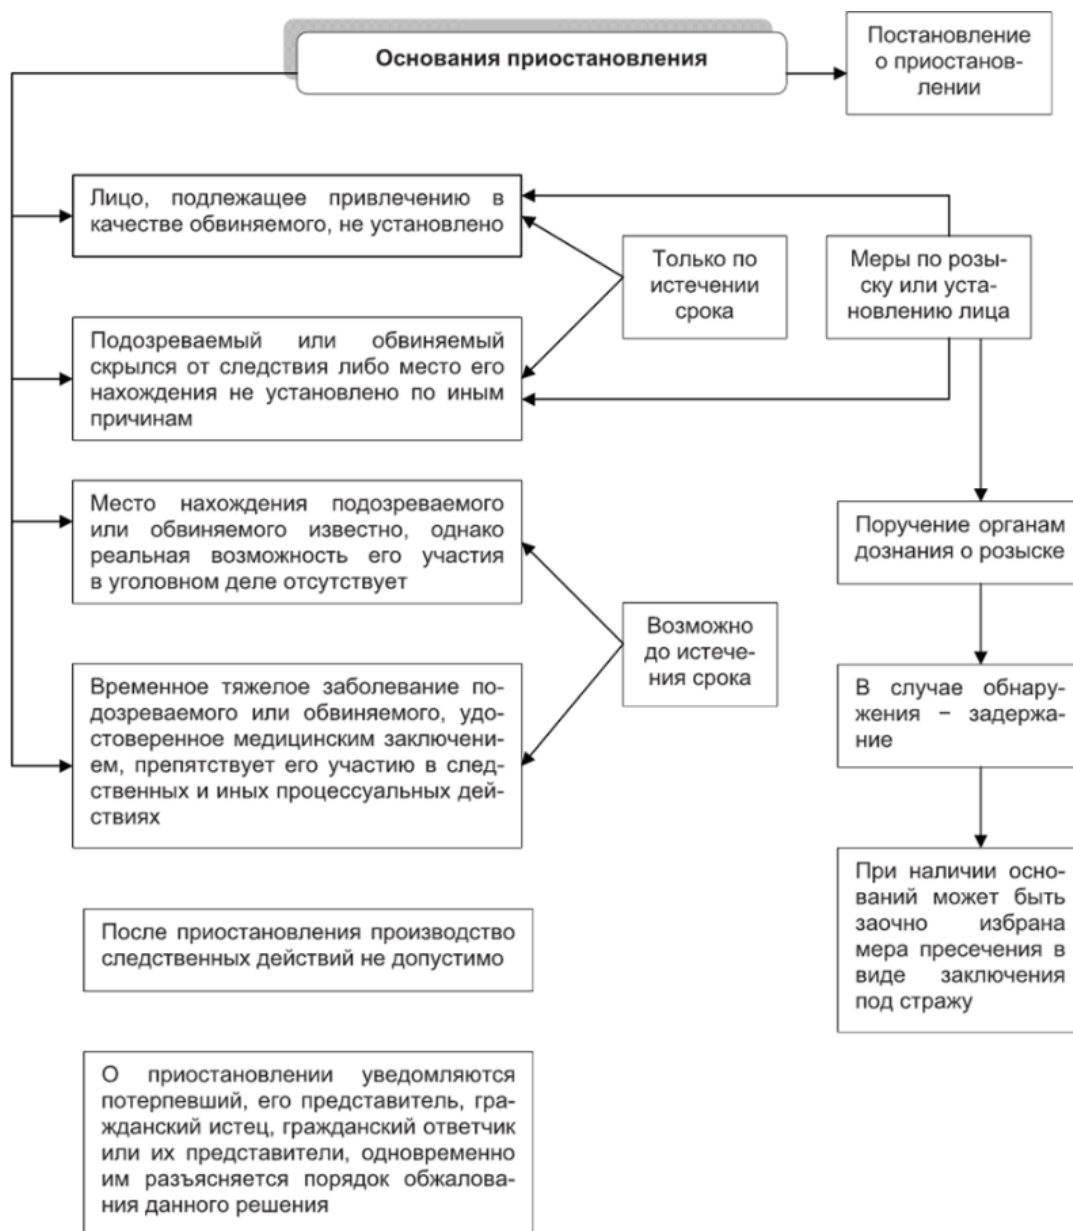 Основания приостановления
Постановление
о приостанов-
лении
Лицо, подлежащее привлечению в
качестве обвиняемого, не установлено
Только по
истечении
срока
Меры по розы-
ску или уста-
новлению лица
Подозреваемый или обвиняемый
скрылся от следствия либо место его
нахождения не установлено по иным
причинам
Место нахождения подозреваемого
или обвиняемого известно, однако
реальная возможность его участия
в уголовном деле отсутствует
Поручение органам
дознания о розыске
Возможно
до истече-
ния срока
Временное тяжелое заболевание по-
дозреваемого или обвиняемого, удо-
стоверенное медицинским заключени-
ем, препятствует его участию в след-
ственных и иных процессуальных дей-
ствиях
В случае обнару-
жения – задержа-
ние
При наличии осно-
ваний может быть
заочно избрана
мера пресечения в
виде заключения
под стражу
После приостановления производство
следственных действий не допустимо
О приостановлении уведомляются
потерпевший, его представитель, гра-
жданский истец, гражданский ответчик
или их представители, одновременно
им разъясняется порядок обжалова-
ния данного решения